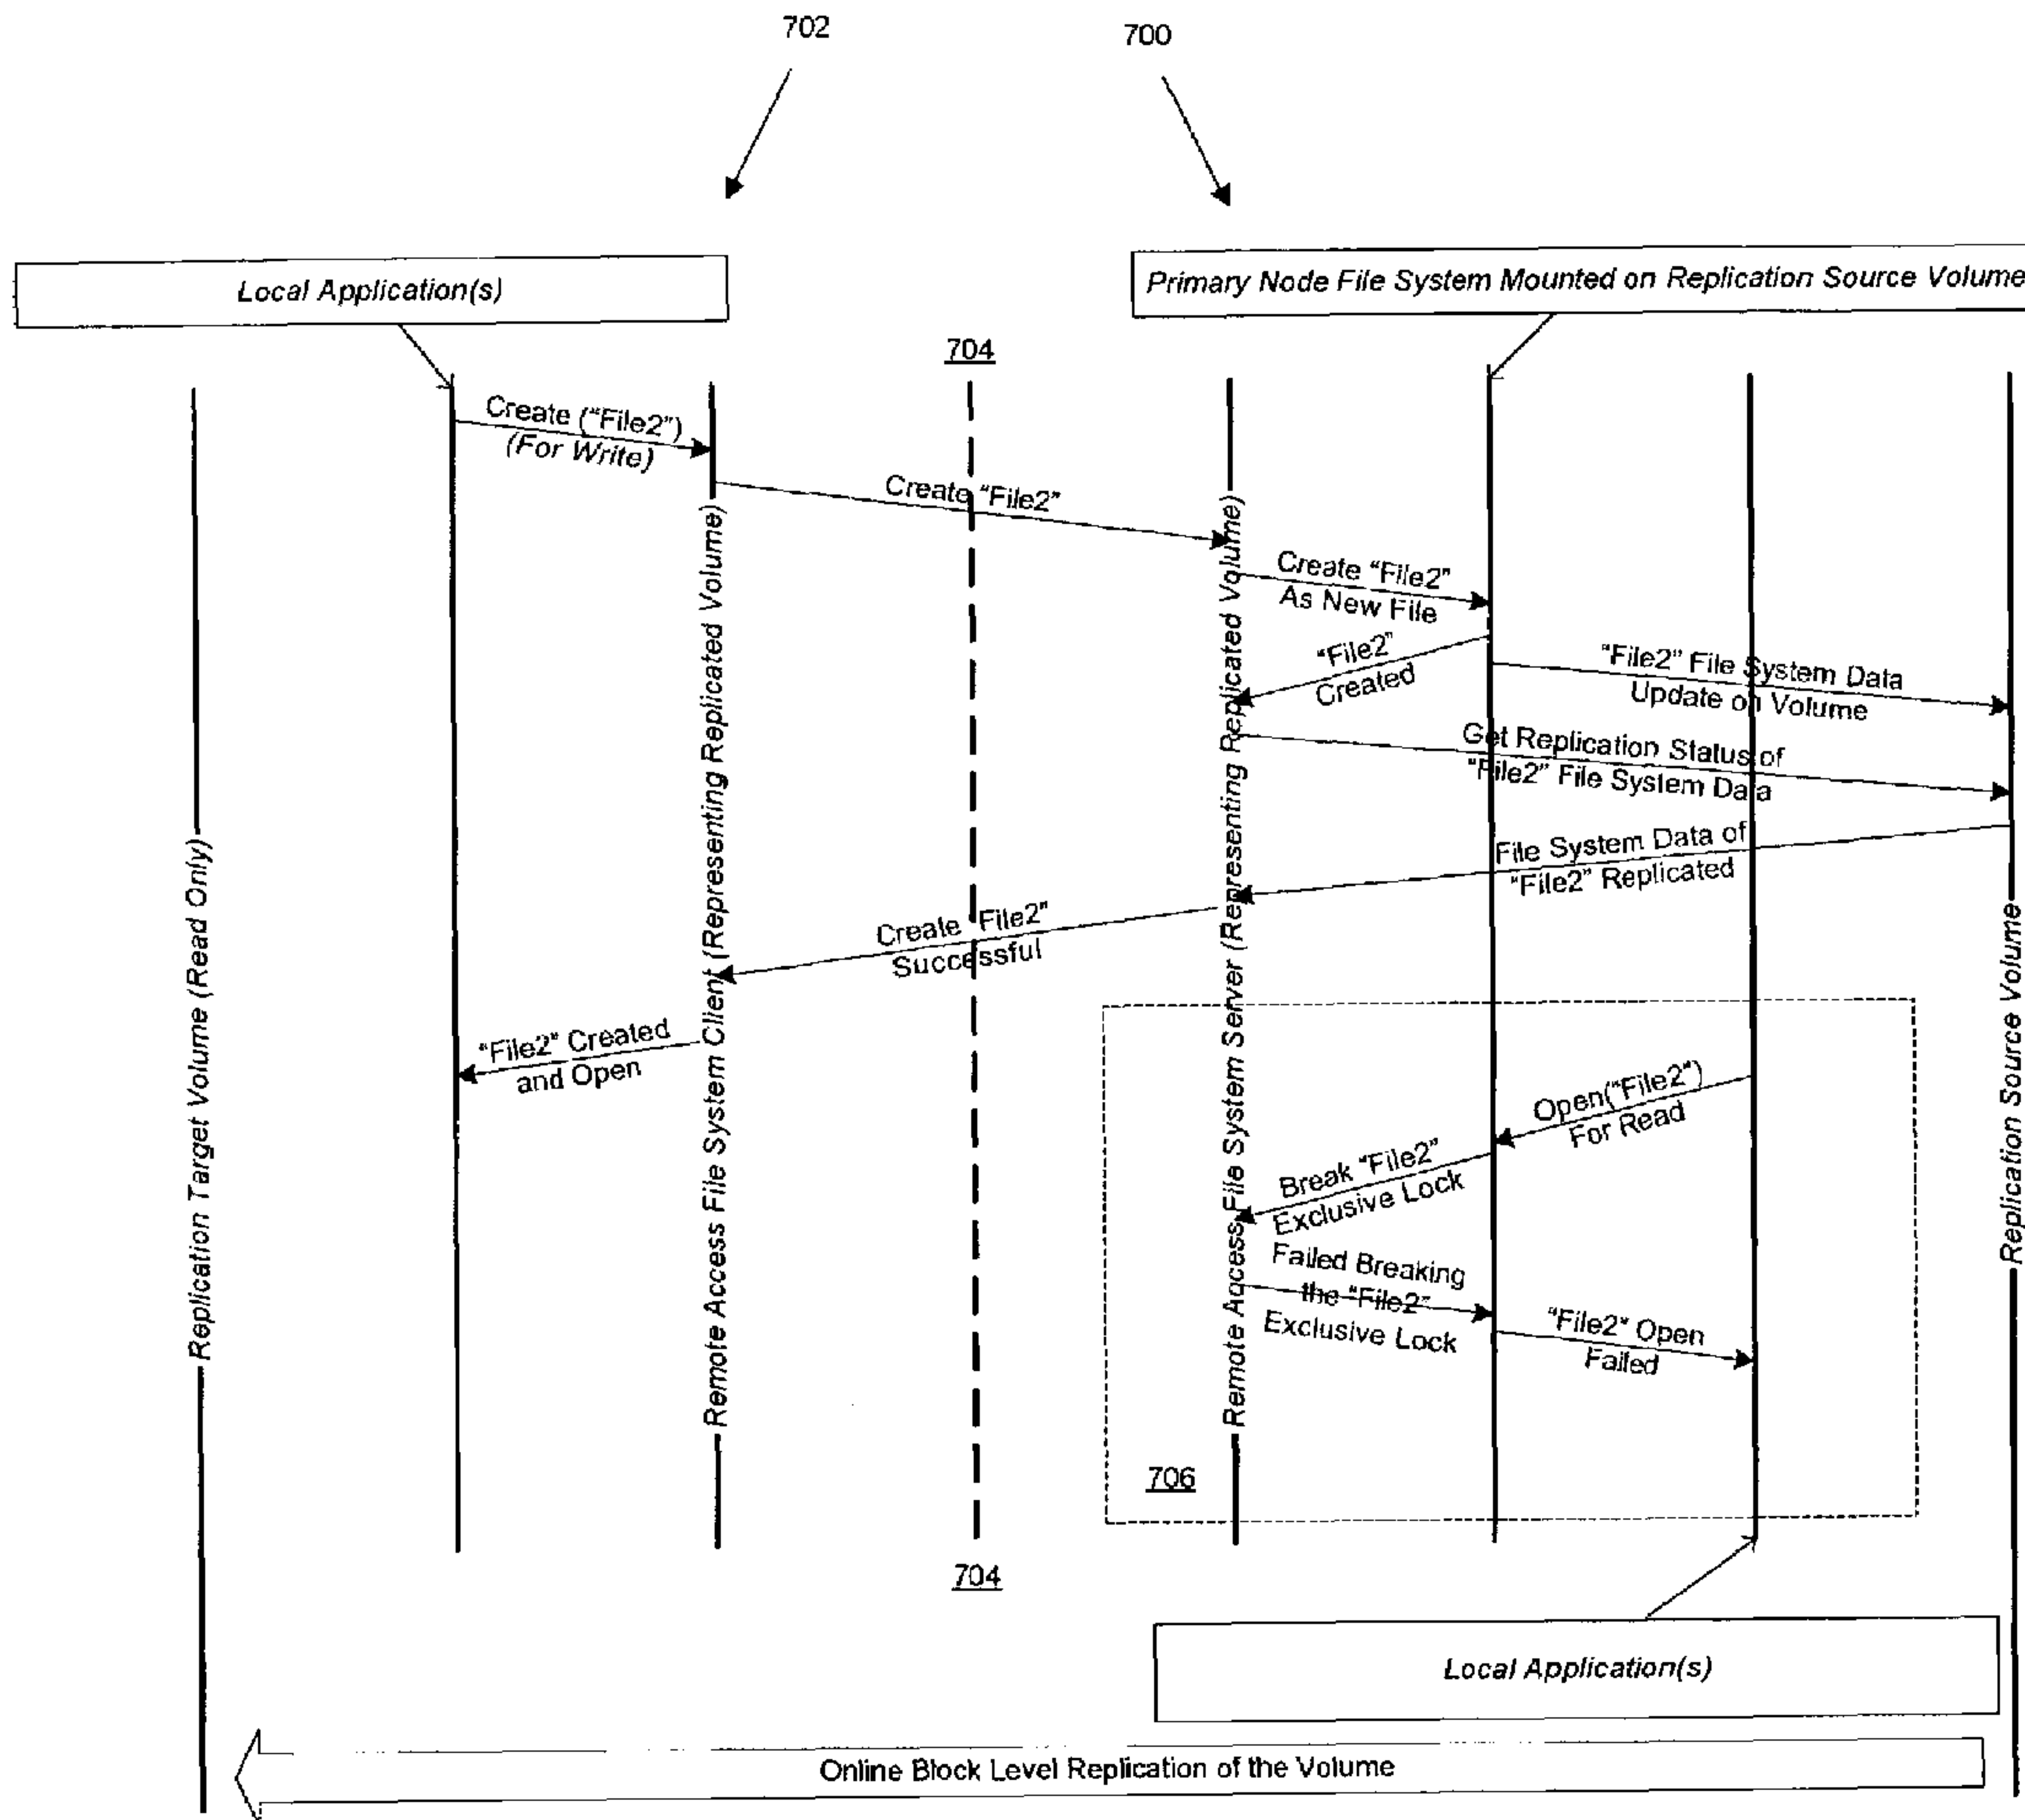 702
700
Local Application(s)
Primary Node File System Mounted on Replication Source Volume
704
Create ("File2")
(For Write)
Create "File2"
Create "File2"
As New File
"File2"
Created
"File2" File System Data
Update on Volume
Get Replication Status of
"File2" File System Data
File System Data of
"File2" Replicated
Create "File2"
Successful
"File2" Created
and Open
Open("File2")
For Read
Break "File2"
Exclusive Lock
Failed Breaking
the "File2"
Exclusive Lock
"File2" Open
Failed
Replication Target Volume (Read Only)
Remote Access File System Client (Representing Replicated Volume)
Remote Access File System Server (Representing Replicated Volume)
Replication Source Volume
706
704
Local Application(s)
Online Block Level Replication of the Volume